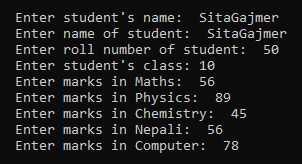 Enter student's name:  SitaGajmer
Enter name of student:  SitaGajmer
Enter roll number of student:  50
Enter student's class: 10
Enter marks in Maths:  56
Enter marks in Physics:  89
Enter marks in Chemistry:  45
Enter marks in Nepali:  56
Enter marks in Computer:  78